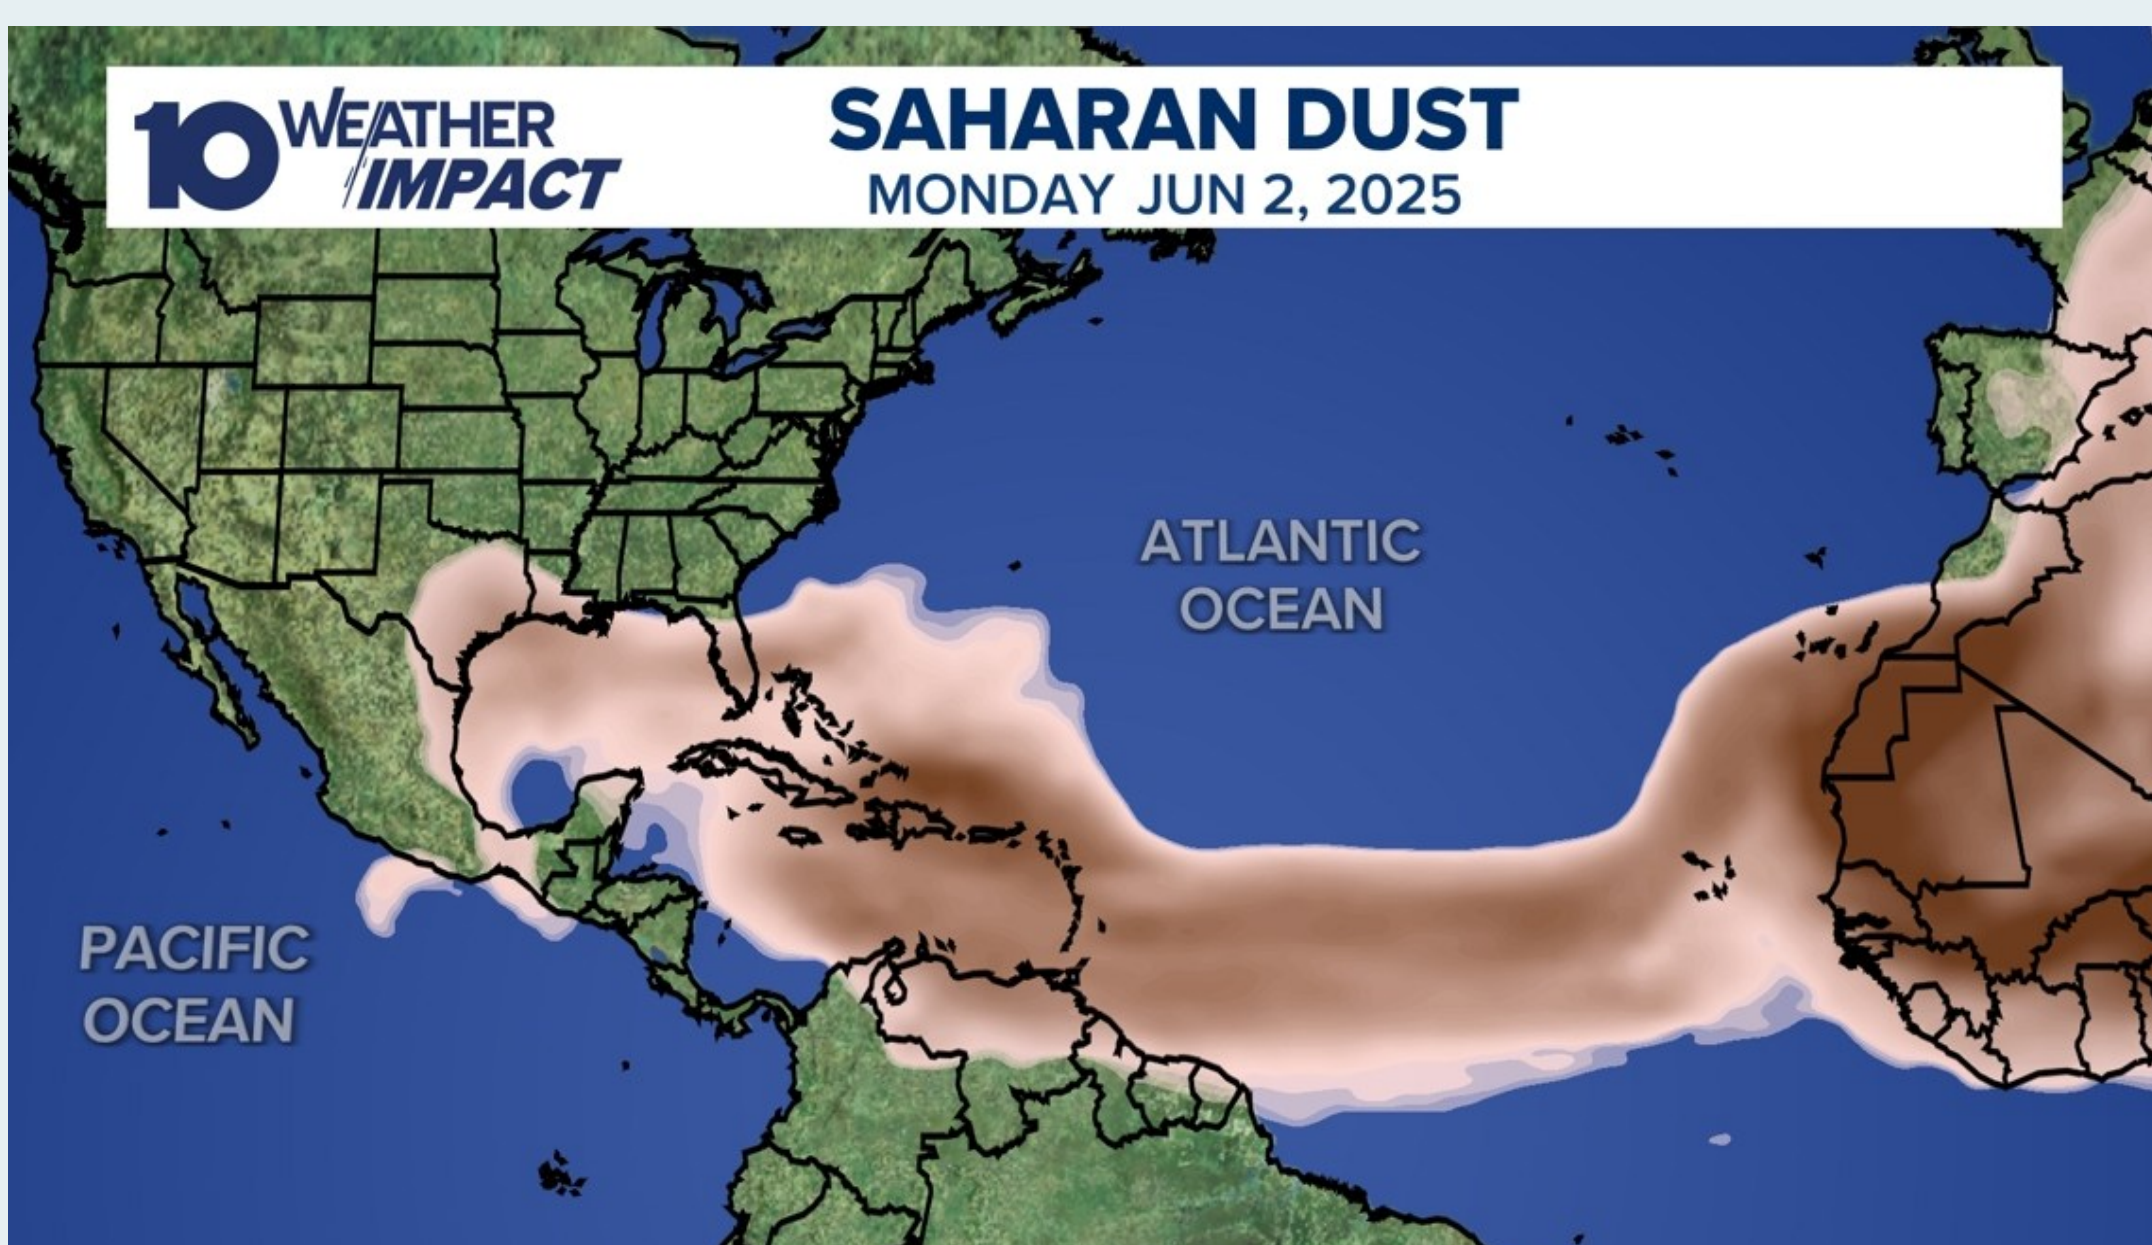 10 WEATHER
IMPACT
SAHARAN DUST
MONDAY JUN 2, 2025
ATLANTIC
OCEAN
PACIFIC
OCEAN